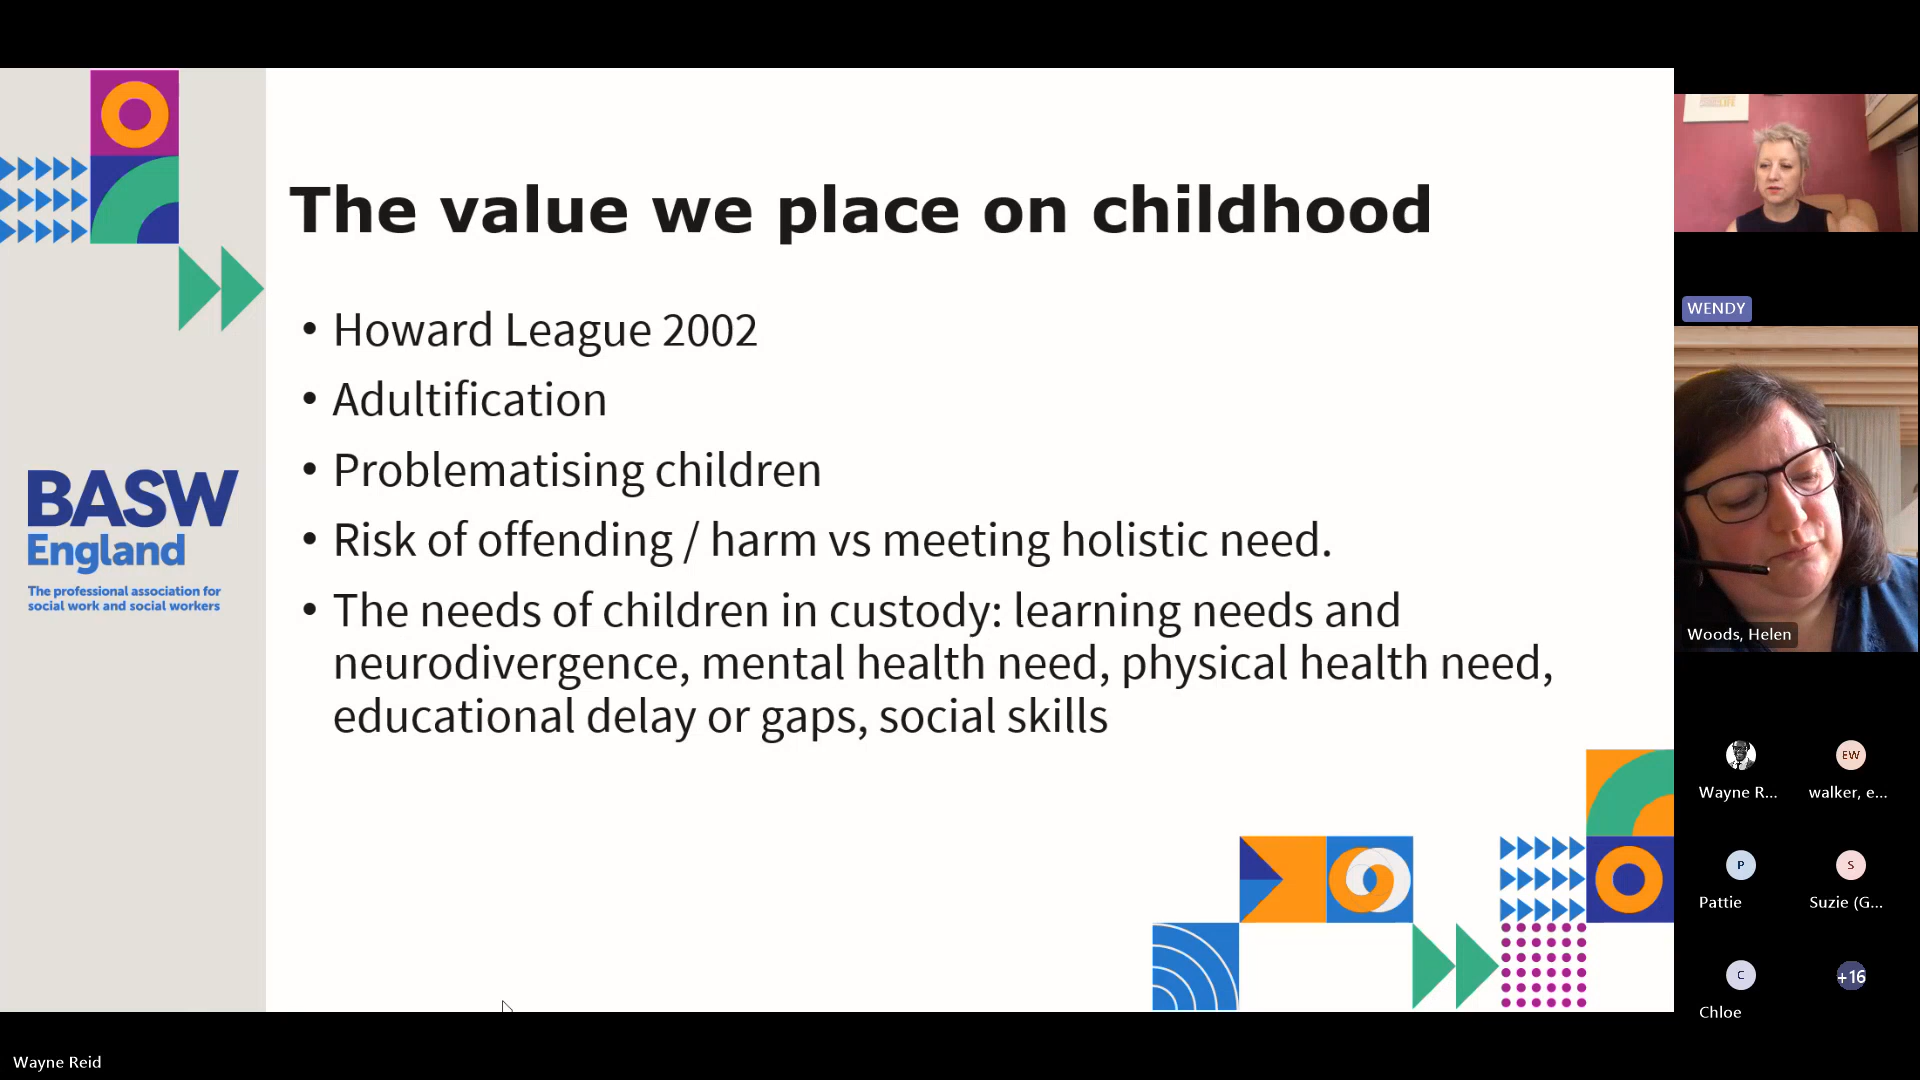 The value we place on childhood
• Howard League 2002
• Adultification
• Problematising children
• Risk of offending / harm vs meeting holistic need.
• The needs of children in custody: learning needs and
neurodivergence, mental health need, physical health need,
educational delay or gaps, social skills
BASW
England
The professional association for
social work and social workers
WENDY
Woods, Helen
Wayne R...
EW
walker, e...
P
Pattie
S
Suzie (G...
C
Chloe
+16
Wayne Reid